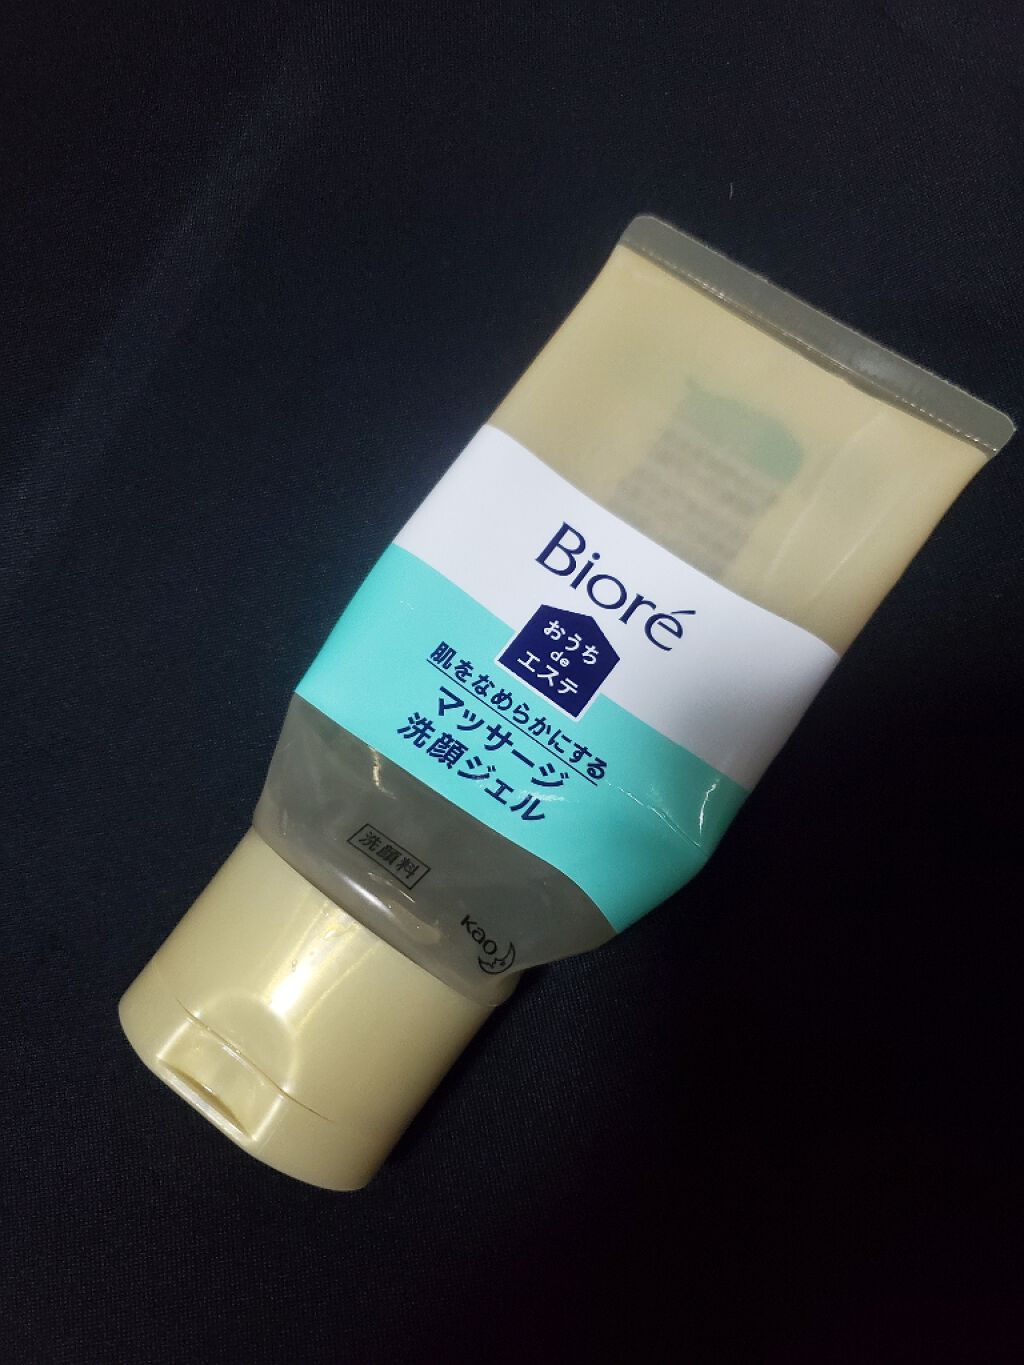 Bioré
おうち
de
エステ
肌をなめらかにする
マッサージ
洗顔ジェル
洗顔料
Kao